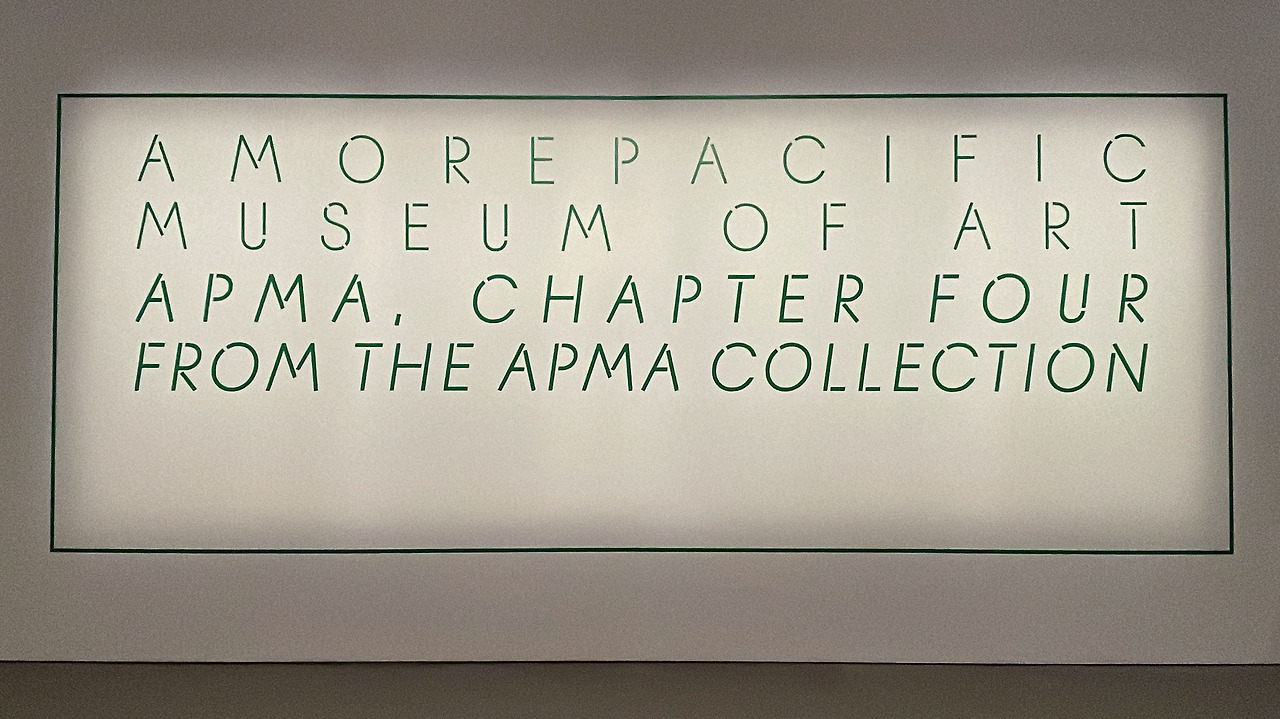 AMOREPACIFIC
MUSEUM OF ART
APMA, CHAPTER FOUR
FROM THE APMA COLLECTION